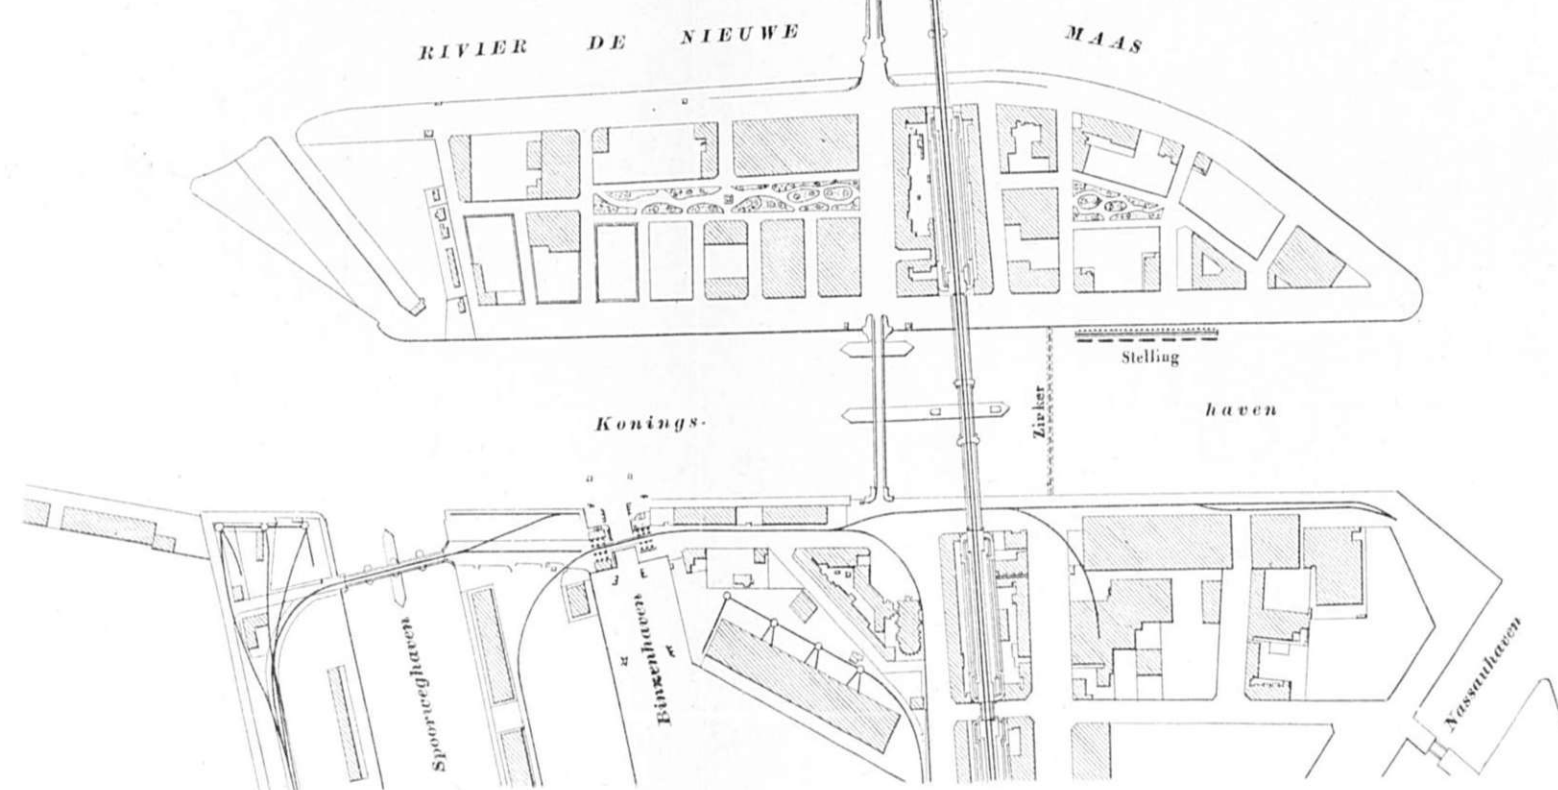 RIVIER DE NIEUWE MAAS
Stelling
Zinker
Konings-
haven
Spoorweghaven
Binnenhaven
Nassauhaven